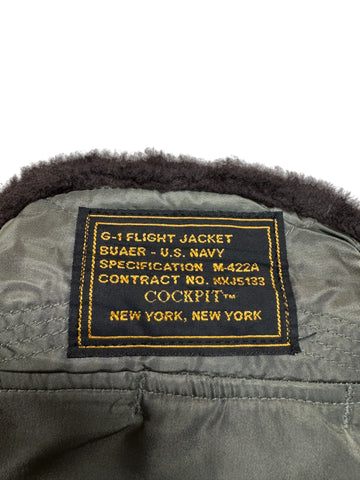 G-1 FLIGHT JACKET
BUAER - U.S. NAVY
SPECIFICATION M-422A
CONTRACT NO. NXJ5133
COCKPIT™
NEW YORK, NEW YORK